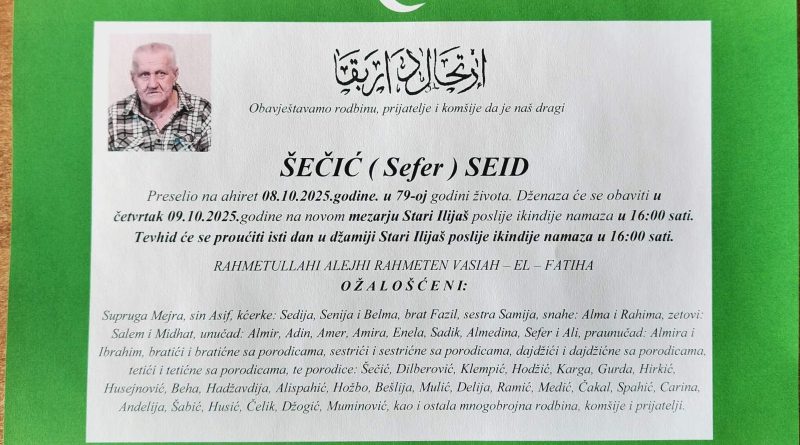 إرتحال دار بقا
Obavještavamo rodbinu, prijatelje i komšije da je naš dragi
ŠEČIĆ ( Sefer ) SEID
Preselio na ahiret 08.10.2025.godine. u 79-oj godini života. Dženaza će se obaviti u
četvrtak 09.10.2025.godine na novom mezarju Stari Ilijaš poslije ikindije namaza u 16:00 sati.
Tevhid će se proučiti isti dan u džamiji Stari Ilijaš poslije ikindije namaza u 16:00 sati.
RAHMETULLAHI ALEJHI RAHMETEN VASIAH – EL – FATIHA
O Ž A L O Š Ć E N I :
Supruga Mejra, sin Asif, kćerke: Sedija, Senija i Belma, brat Fazil, sestra Samija, snahe: Alma i Rahima, zetovi:
Salem i Midhat, unučad: Almir, Adin, Amer, Amira, Enela, Sadik, Almedina, Sefer i Ali, praunučad: Almira i
Ibrahim, bratići i bratične sa porodicama, sestrići i sestrične sa porodicama, dajdžići i dajdžićne sa porodicama,
tetići i tetične sa porodicama, te porodice: Šečić, Dilberović, Klempić, Hodžić, Karga, Gurda, Hirkić,
Husejnović, Beha, Hadžavdija, Alispahić, Hožbo, Bešlija, Mulić, Delija, Ramić, Medić, Čakal, Spahić, Carina,
Anđelija, Šabić, Husić, Čelik, Džogić, Muminović, kao i ostala mnogobrojna rodbina, komšije i prijatelji.